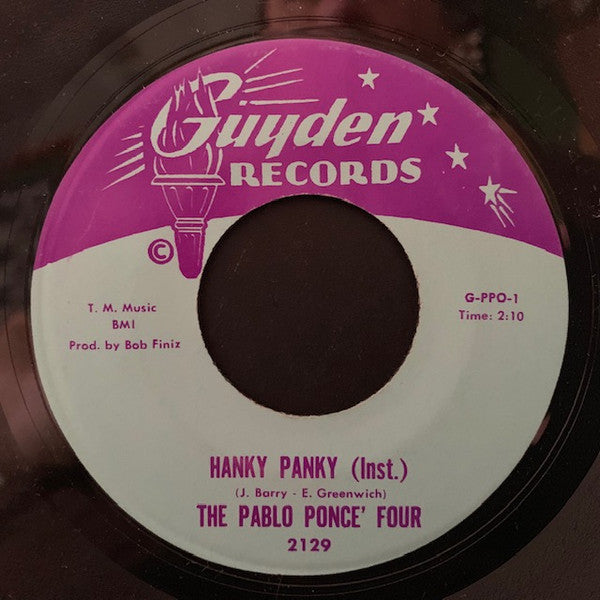 Guyden
RECORDS
©
T. M. Music
BMI
Prod. by Bob Finiz
G-PPO-1
Time: 2:10
HANKY PANKY (Inst.)
(J. Barry - E. Greenwich)
THE PABLO PONCE' FOUR
2129